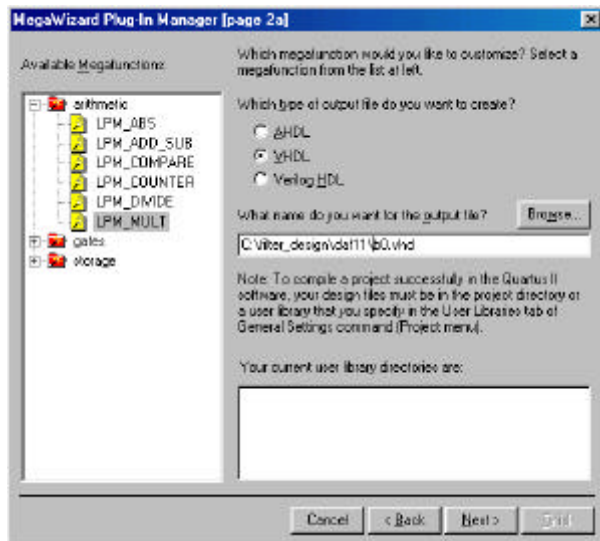 MegaWizard Plug-In Manager [page 2a]
Available Megafunctions:
arithmetic
LPM_ABS
LPM_ADD_SUB
LPM_COMPARE
LPM_COUNTER
LPM_DIVIDE
LPM_MULT
gates
storage
Which megafunction would you like to customize? Select a
megafunction from the list at left.
Which type of output file do you want to create?
AHDL
VHDL
Verilog HDL
What name do you want for the output file?
Browse...
b0.vhd
Note: To compile a project successfully in the Quartus II
software, your design files must be in the project directory or
a user library that you specify in the User Libraries tab of
General Settings command (Project menu).
Your current user library directories are:
Cancel
< Back
Next >